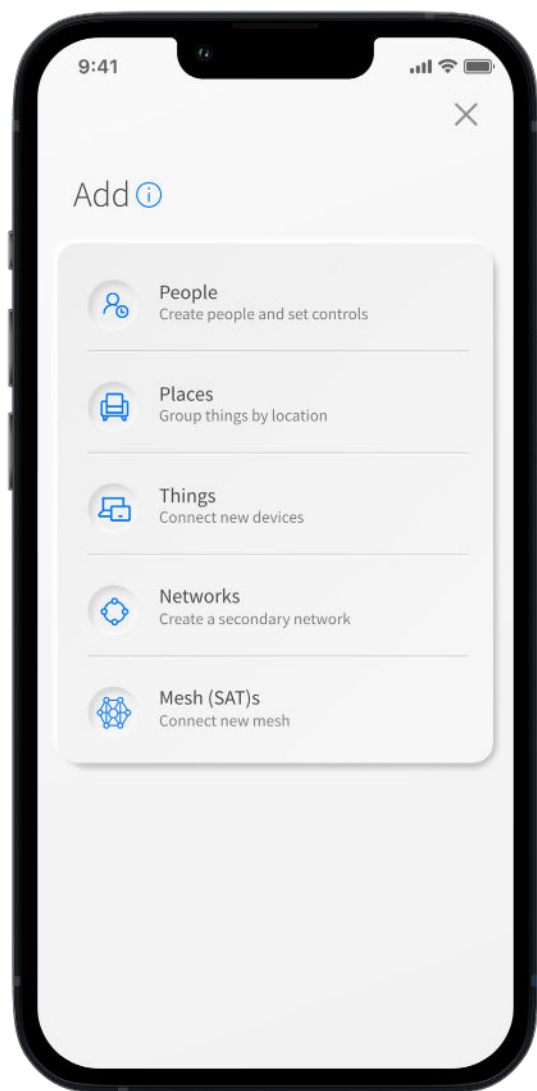 9:41
Add
People
Create people and set controls
Places
Group things by location
Things
Connect new devices
Networks
Create a secondary network
Mesh (SAT)s
Connect new mesh